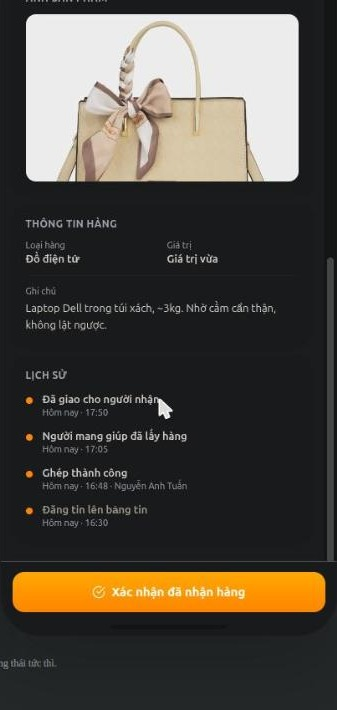 THÔNG TIN HÀNG
Loại hàng
Giá trị
Đồ điện tử
Giá trị vừa
Ghi chú
Laptop Dell trong túi xách, ~3kg. Nhờ cầm cẩn thận,
không lật ngược.
LỊCH SỬ
Đã giao cho người nhận
Hôm nay · 17:50
Người mang giúp đã lấy hàng
Hôm nay · 17:05
Ghép thành công
Hôm nay · 16:48 · Nguyễn Anh Tuấn
Đăng tin lên bảng tin
Hôm nay · 16:30
Xác nhận đã nhận hàng
ng thái tức thì.